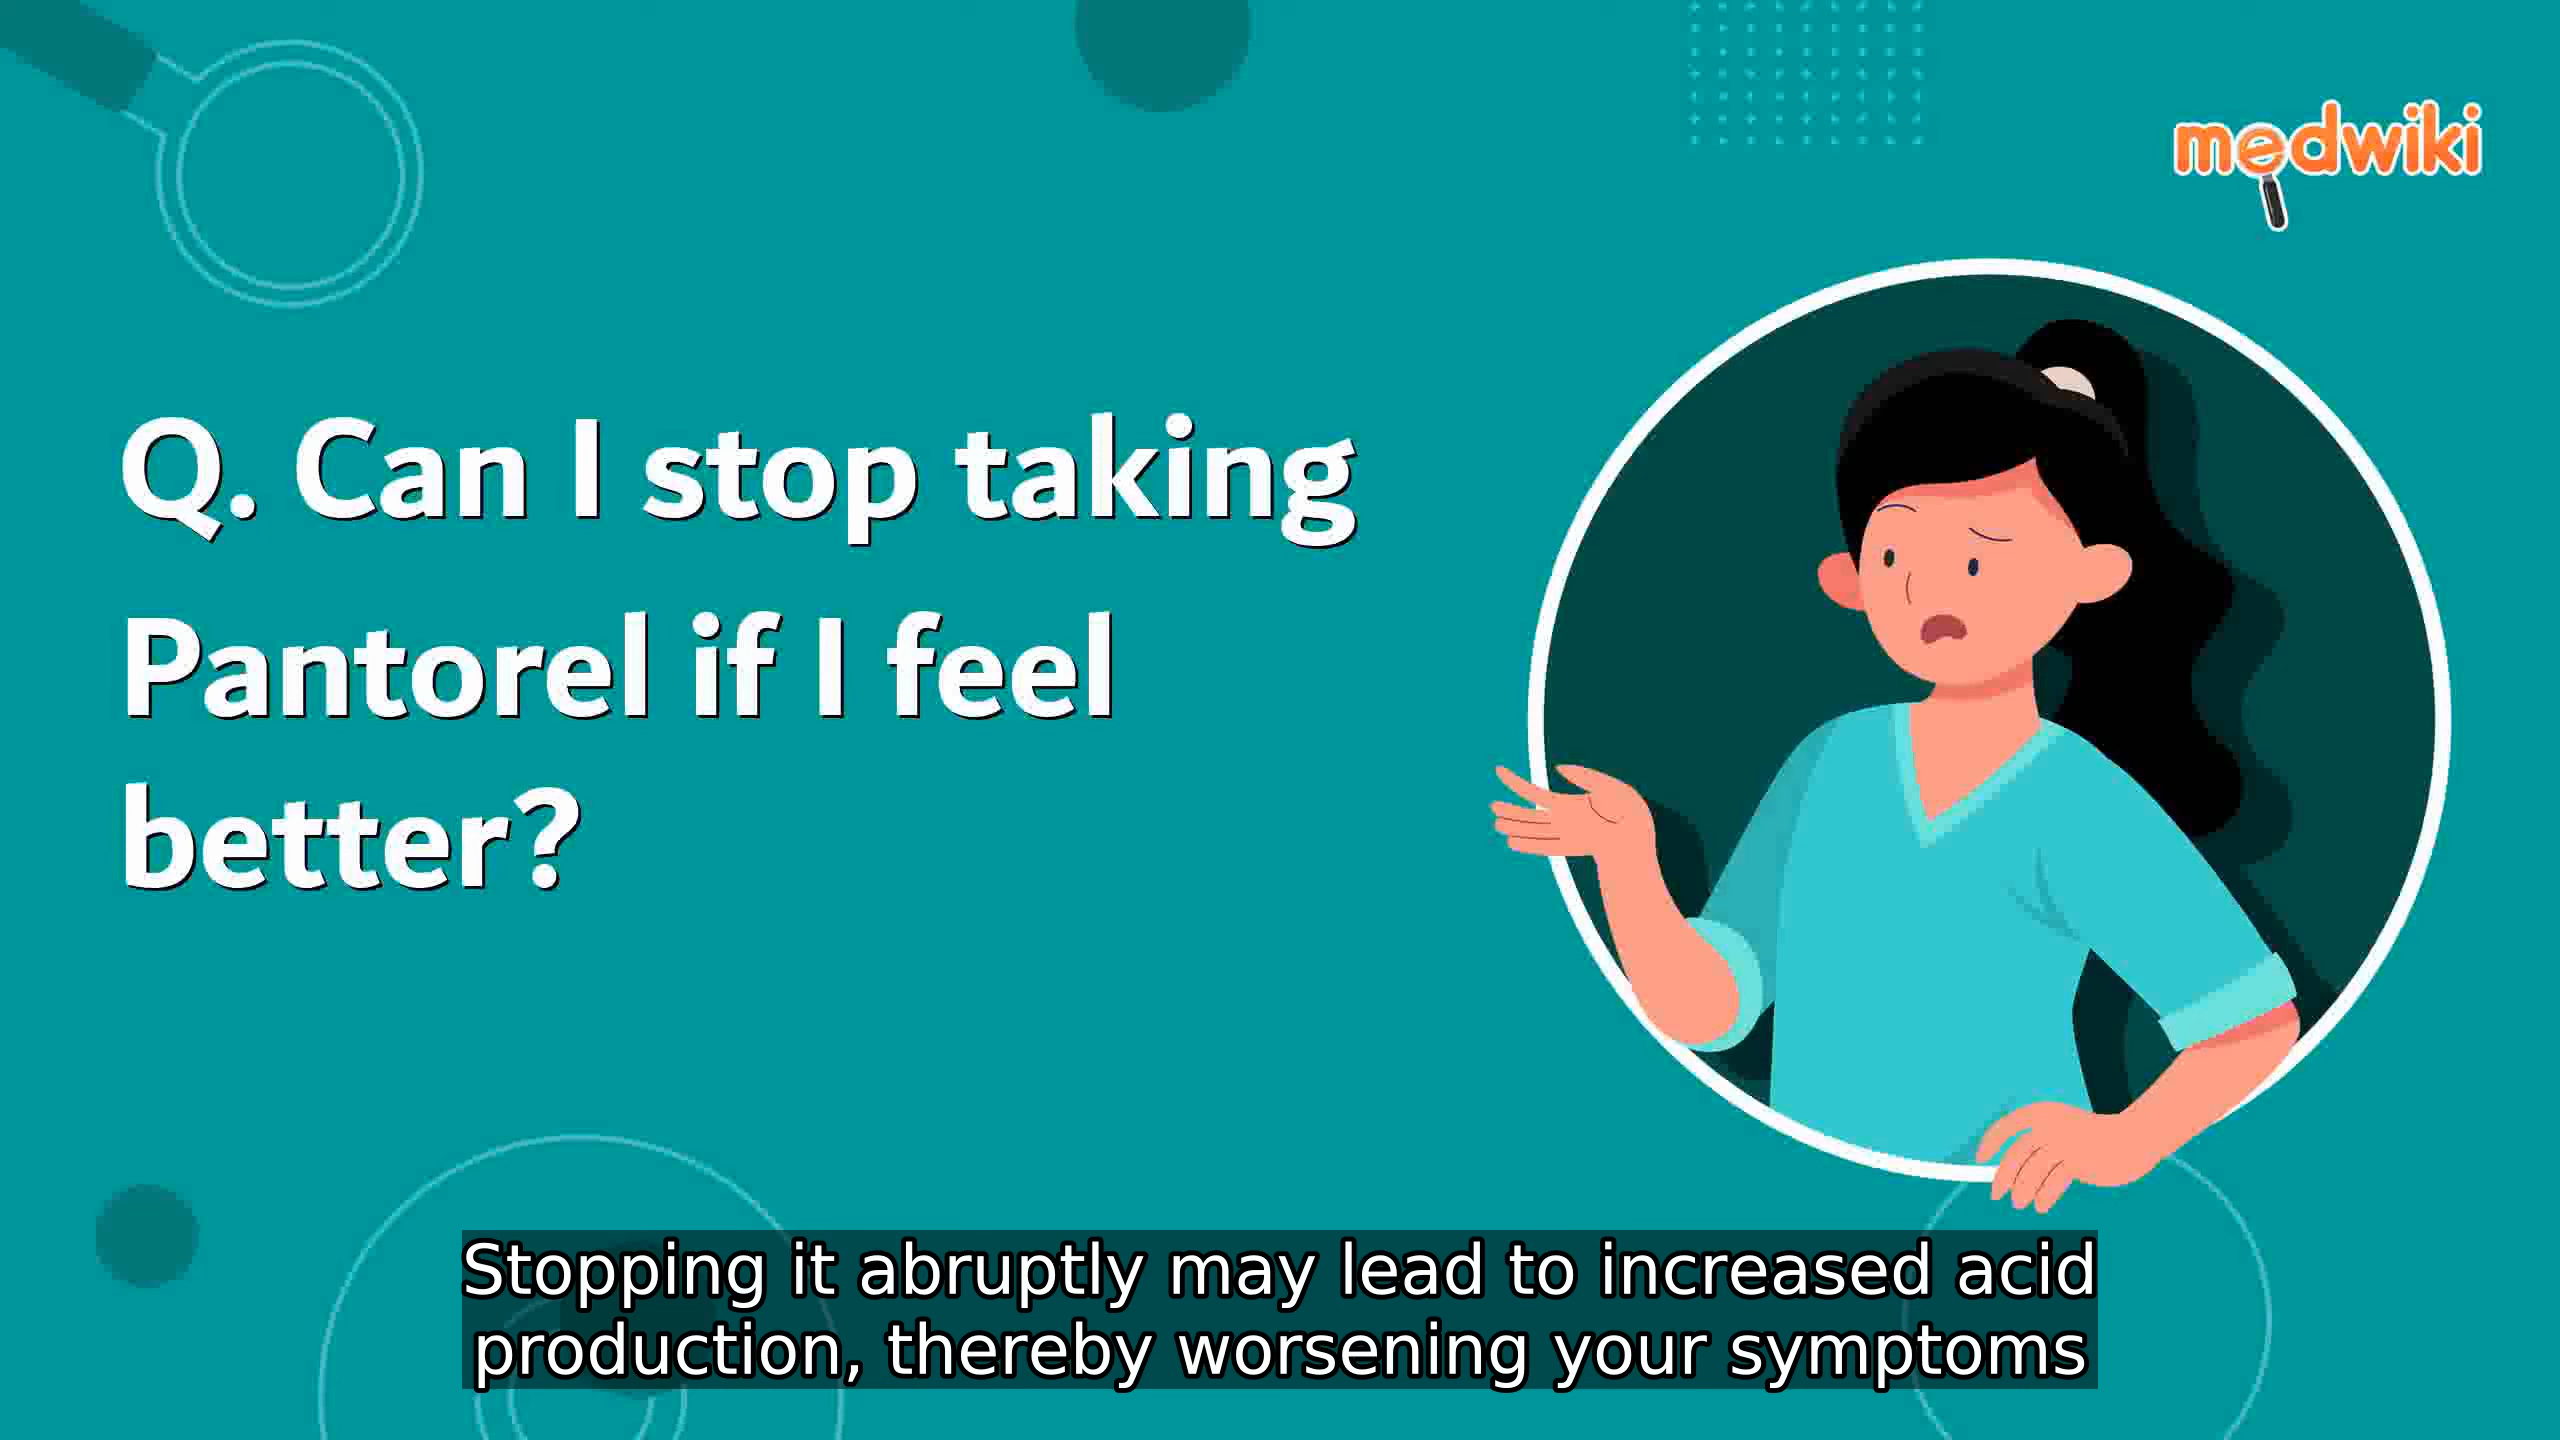 medwiki
Q. Can I stop taking
Pantorel if I feel
better?
Stopping it abruptly may lead to increased acid
production, thereby worsening your symptoms